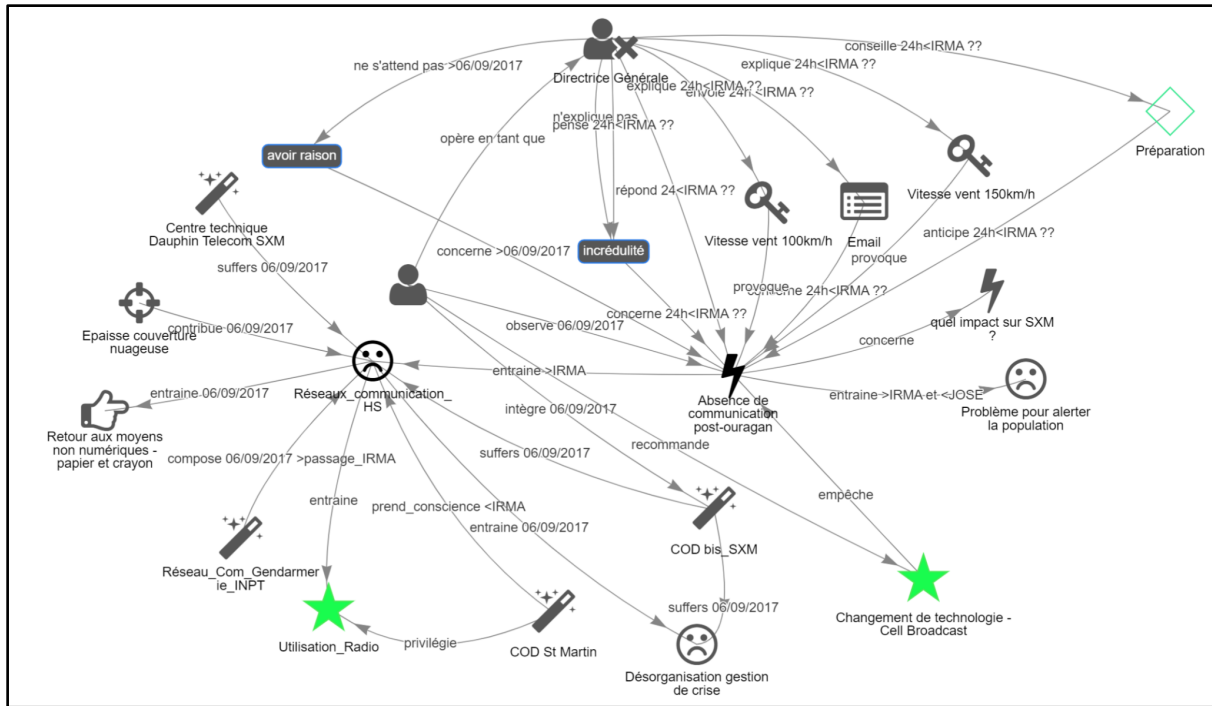 conseille 24h<IRMA ??
explique 24h<IRMA ??
ne s'attend pas >06/09/2017
Directrice Générale
explique 24h<IRMA ??
envoie 24h<IRMA ??
n'explique pas
pense 24h<IRMA ??
opère en tant que
avoir raison
Préparation
répond 24<IRMA ??
Vitesse vent 150km/h
Centre technique
Dauphin Telecom SXM
Vitesse vent 100km/h
Email
anticipe 24h<IRMA ??
concerne >06/09/2017
incrédulité
provoque
suffers 06/09/2017
provoque
concerne 24h<IRMA ??
concerne 24h<IRMA ??
quel impact sur SXM
?
contribue 06/09/2017
observe 06/09/2017
Epaisse couverture
nuageuse
concerne
entraine >IRMA
entraine 06/09/2017
Réseaux_communication_
HS
entraine >IRMA et <JOSE
Absence de
communication
post-ouragan
Problème pour alerter
la population
intègre 06/09/2017
Retour aux moyens
non numériques -
papier et crayon
recommande
compose 06/09/2017 >passage_IRMA
suffers 06/09/2017
empêche
entraine
prend_conscience <IRMA
entraine 06/09/2017
COD bis_SXM
Réseau_Com_Gendarmer
ie_INPT
suffers 06/09/2017
Changement de technologie -
Cell Broadcast
Utilisation_Radio
privilégie
COD St Martin
Désorganisation gestion
de crise